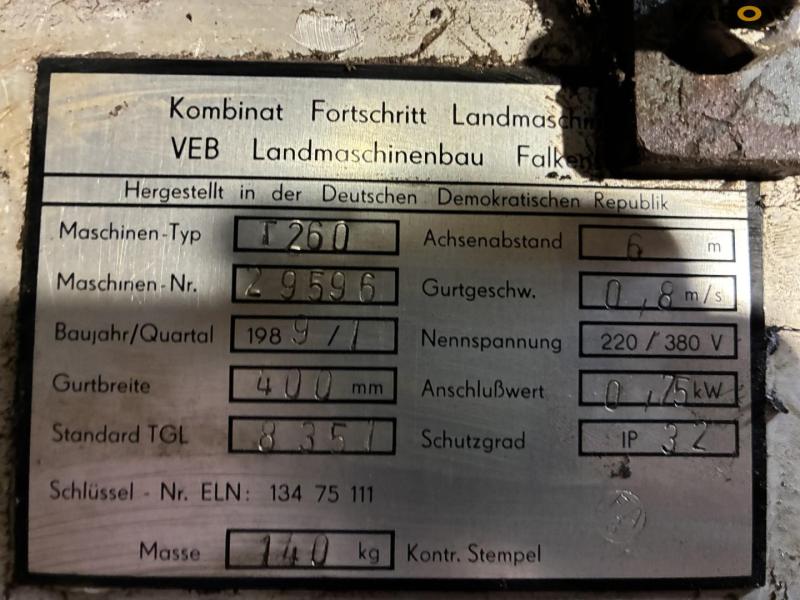 Kombinat Fortschritt
VEB Landmaschinenbau
Hergestellt in der Deutschen Demokratischen Republik
Maschinen-Typ T 260 Achsenabstand 6 m
Maschinen-Nr. 29596 Gurtgeschw. 0,8 m/s
Baujahr/Quartal 1989/1 Nennspannung 220/380 V
Gurtbreite 400 mm Anschlußwert 0,75 kW
Standard TGL 8351 Schutzgrad IP 32
Schlüssel - Nr. ELN: 134 75 111
Masse 140 kg Kontr. Stempel